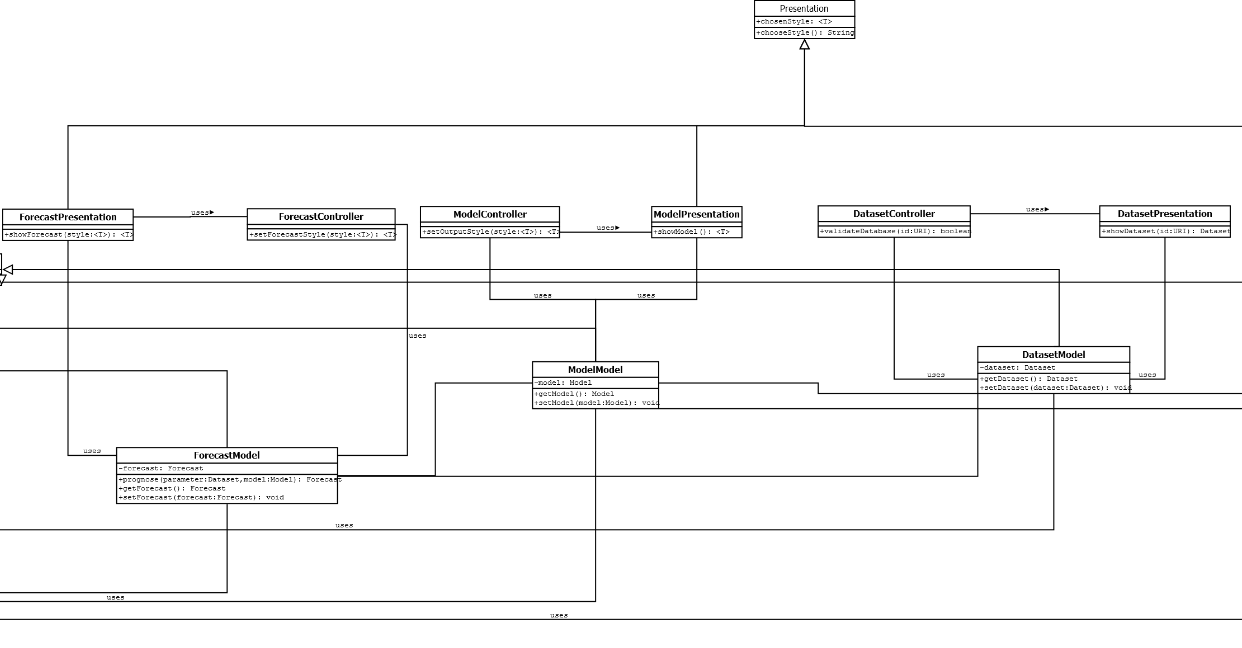 Presentation
+chosenStyle: <T>
+chooseStyle(): String
ForecastPresentation
+showForecast(style:<T>): <T>
uses
ForecastController
+setForecastStyle(style:<T>): <T>
ModelController
+setOutputStyle(style:<T>): <T>
uses
ModelPresentation
+showModel(): <T>
DatasetController
+validateDatabase(id:URI): boolean
uses
DatasetPresentation
+showDataset(id:URI): Dataset
uses
uses
uses
ModelModel
-model: Model
+getModel(): Model
+setModel(model:Model): void
DatasetModel
-dataset: Dataset
+getDataset(): Dataset
+setDataset(dataset:Dataset): void
uses
uses
uses
ForecastModel
-forecast: Forecast
+prognose(parameter:Dataset,model:Model): Forecast
+getForecast(): Forecast
+setForecast(forecast:Forecast): void
uses
uses
uses